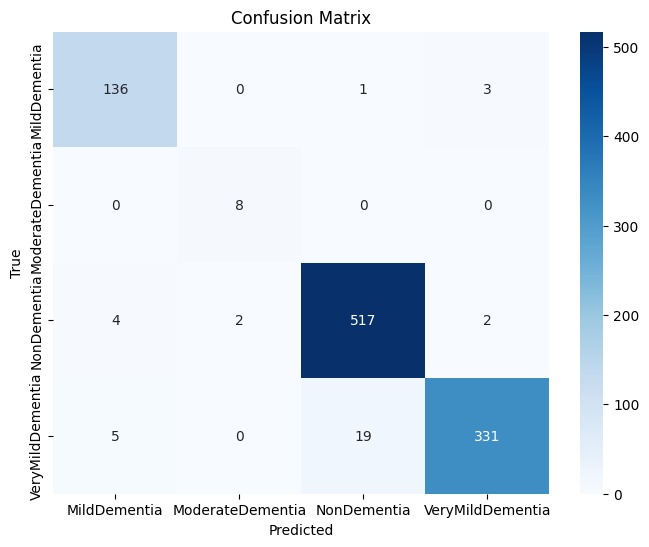 Confusion Matrix
True
MildDementia
136 0 1 3
ModerateDementia
0 8 0 0
NonDementia
4 2 517 2
VeryMildDementia
5 0 19 331
MildDementia ModerateDementia NonDementia VeryMildDementia
Predicted
500
400
300
200
100
0